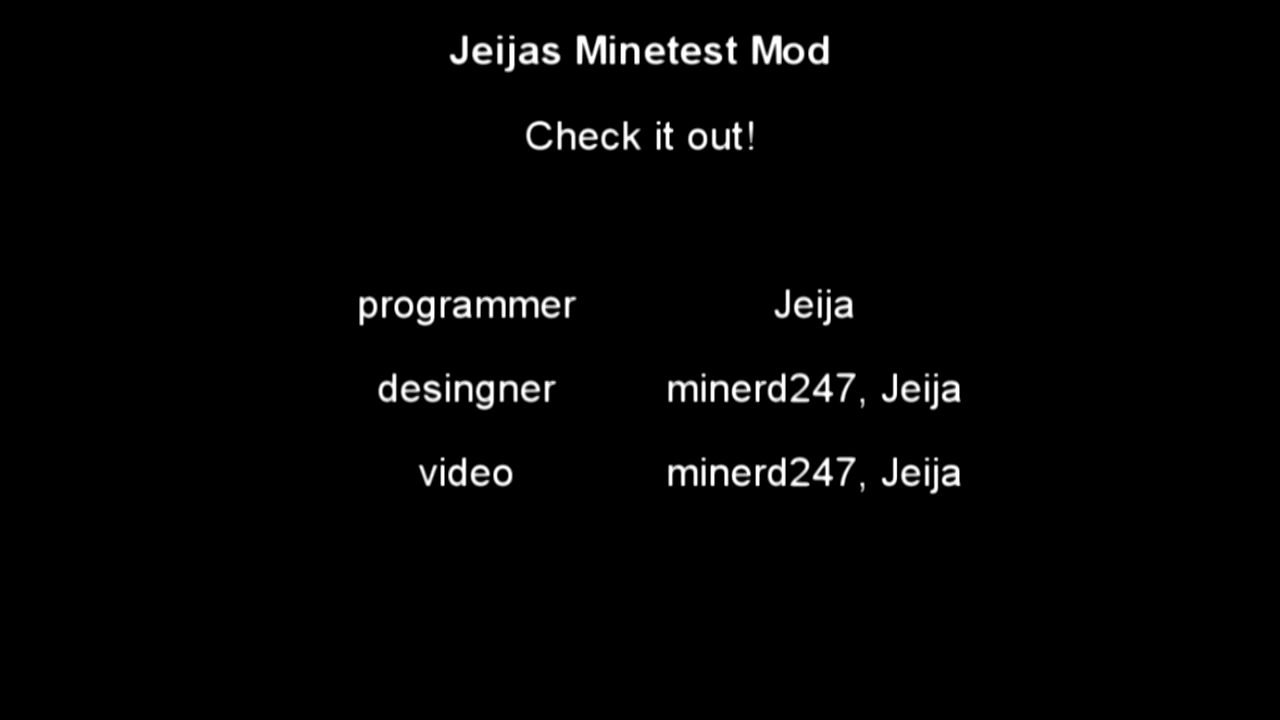 Jeijas Minetest Mod
Check it out!
programmer Jeija
desingner minerd247, Jeija
video minerd247, Jeija